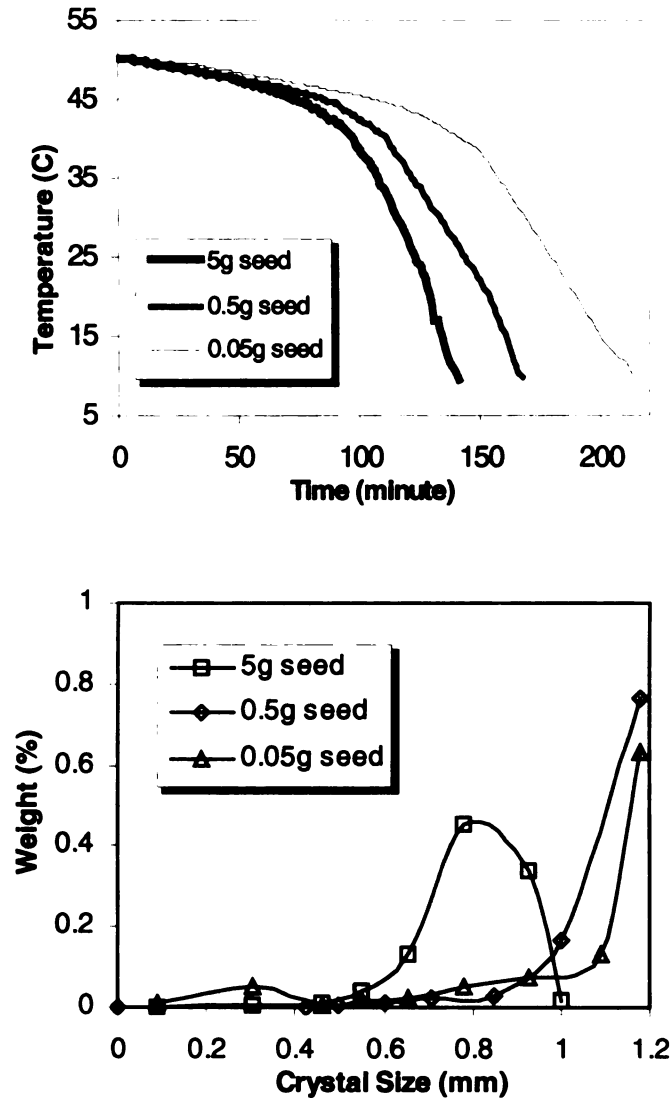 55
45
35
25
15
5
Temperature (C)
5g seed
0.5g seed
0.05g seed
0 50 100 150 200
Time (minute)
1
0.8
0.6
0.4
0.2
0
Weight (%)
5g seed
0.5g seed
0.05g seed
0 0.2 0.4 0.6 0.8 1 1.2
Crystal Size (mm)